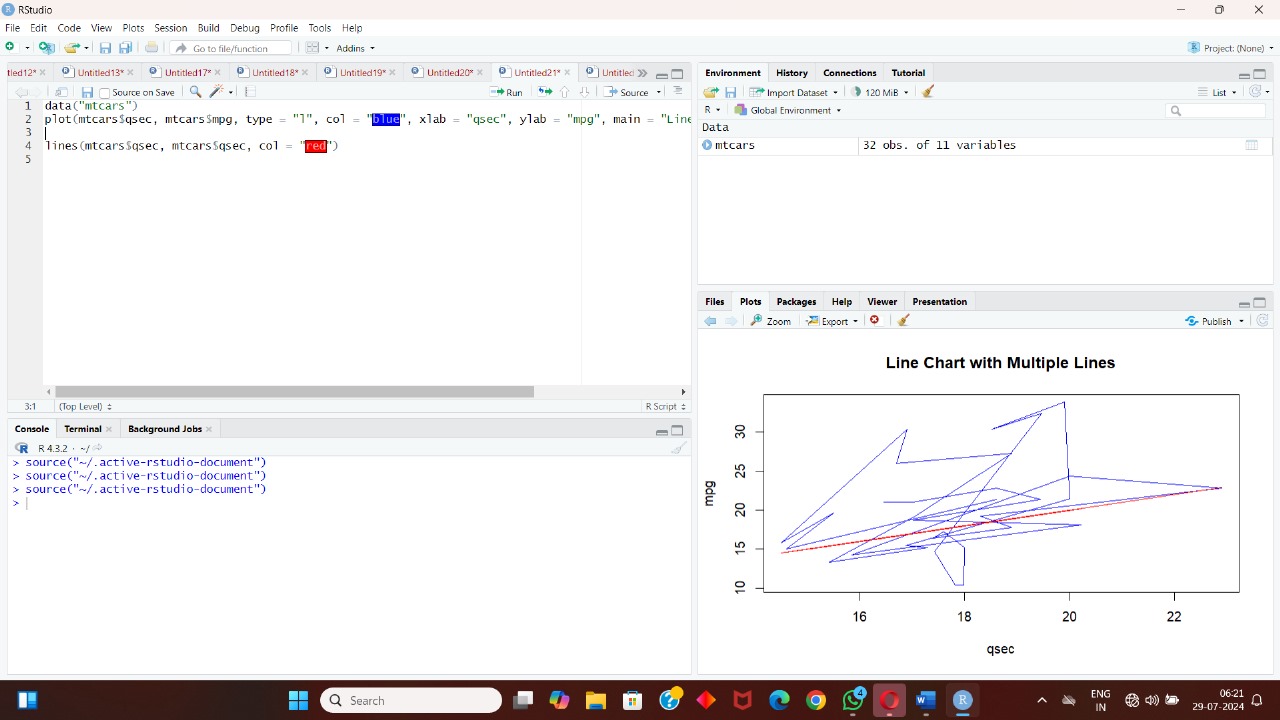 RStudio
File Edit Code View Plots Session Build Debug Profile Tools Help
Go to file/function Addins Project: (None)
tled12* Untitled13* Untitled17* Untitled18* Untitled19* Untitled20* Untitled21* Untitled
Source on Save Run Source
1 data("mtcars")
2 plot(mtcars$qsec, mtcars$mpg, type = "l", col = "blue", xlab = "qsec", ylab = "mpg", main = "Line
3
4 lines(mtcars$qsec, mtcars$qsec, col = "red")
5
3:1 (Top Level) R Script
Console Terminal Background Jobs
R 4.3.2 · ~/
> source("~/.active-rstudio-document")
> source("~/.active-rstudio-document")
> source("~/.active-rstudio-document")
>
Environment History Connections Tutorial
Import Dataset 120 MiB List
R Global Environment
Data
mtcars 32 obs. of 11 variables
Files Plots Packages Help Viewer Presentation
Zoom Export Publish
Line Chart with Multiple Lines
mpg
30
25
20
15
10
16 18 20 22
qsec
Search
4
ENG
IN
06:21
29-07-2024